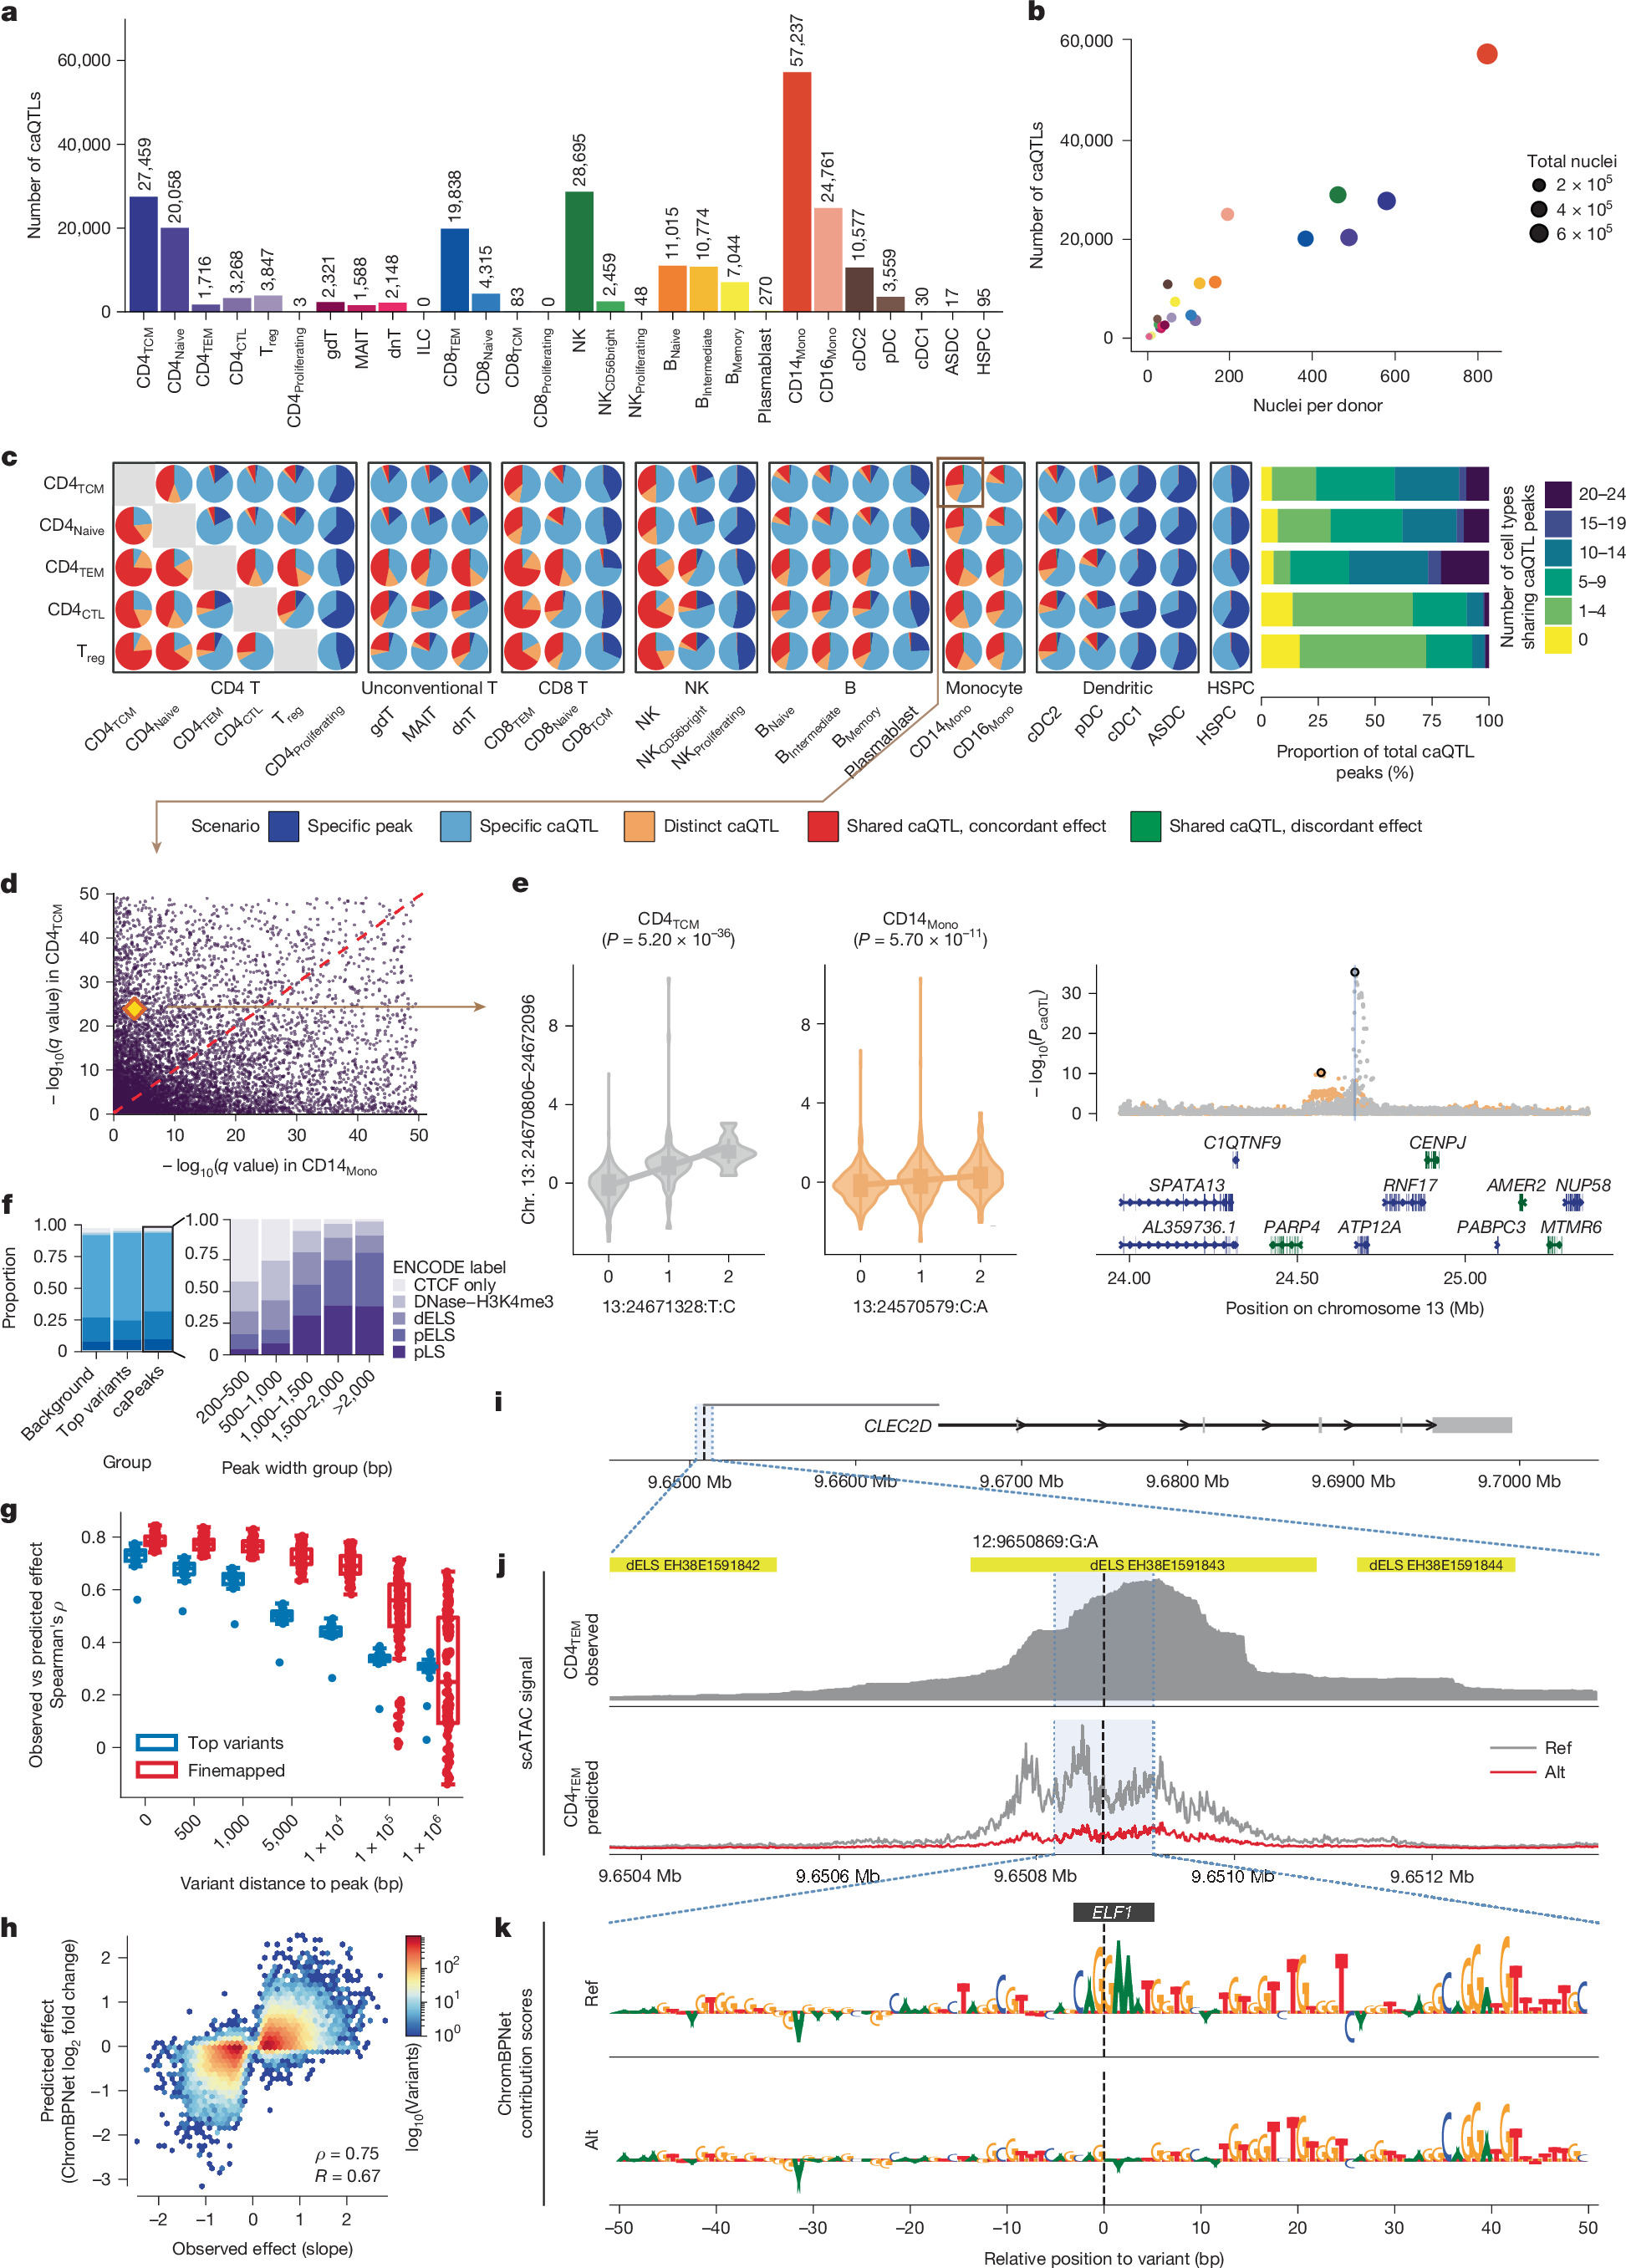 a
Number of caQTLs
60,000
40,000
20,000
0
27,459
20,058
1,716
3,268
3,847
3
2,321
1,588
2,148
0
19,838
4,315
83
0
28,695
2,459
48
11,015
10,774
7,044
270
57,237
24,761
10,577
3,559
30
17
95
CD4TCM
CD4Naive
CD4TEM
CD4CTL
Treg
CD4Proliferating
gdT
MAIT
dnT
ILC
CD8TEM
CD8Naive
CD8TCM
CD8Proliferating
NK
NKCD56bright
NKProliferating
BNaive
BIntermediate
BMemory
Plasmablast
CD14Mono
CD16Mono
cDC2
pDC
cDC1
ASDC
HSPC
b
Number of caQTLs
60,000
40,000
20,000
0
0 200 400 600 800
Nuclei per donor
Total nuclei
2 × 10⁵
4 × 10⁵
6 × 10⁵
c
CD4TCM
CD4Naive
CD4TEM
CD4CTL
Treg
CD4 T
Unconventional T
CD8 T
NK
B
Monocyte
Dendritic
HSPC
CD4TCM
CD4Naive
CD4TEM
CD4CTL
Treg
CD4Proliferating
gdT
MAIT
dnT
CD8TEM
CD8Naive
CD8TCM
NK
NKCD56bright
NKProliferating
BNaive
BIntermediate
BMemory
Plasmablast
CD14Mono
CD16Mono
cDC2
pDC
cDC1
ASDC
HSPC
0 25 50 75 100
Proportion of total caQTL
peaks (%)
Number of cell types
sharing caQTL peaks
20–24
15–19
10–14
5–9
1–4
0
Scenario
Specific peak
Specific caQTL
Distinct caQTL
Shared caQTL, concordant effect
Shared caQTL, discordant effect
d
– log10(q value) in CD4TCM
50
40
30
20
10
0
0 10 20 30 40 50
– log10(q value) in CD14Mono
e
CD4TCM
(P = 5.20 × 10⁻³⁶)
CD14Mono
(P = 5.70 × 10⁻¹¹)
Chr. 13: 24670806–24672096
8
4
0
0 1 2
13:24671328:T:C
8
4
0
0 1 2
13:24570579:C:A
– log10(PcaQTL)
30
20
10
0
C1QTNF9
CENPJ
SPATA13
RNF17
AMER2
NUP58
AL359736.1
PARP4
ATP12A
PABPC3
MTMR6
24.00 24.50 25.00
Position on chromosome 13 (Mb)
f
Proportion
1.00
0.75
0.50
0.25
0
Background
Top variants
caPeaks
Group
1.00
0.75
0.50
0.25
0
200–500
500–1,000
1,000–1,500
1,500–2,000
>2,000
Peak width group (bp)
ENCODE label
CTCF only
DNase–H3K4me3
dELS
pELS
pLS
g
Observed vs predicted effect
Spearman's ρ
0.8
0.6
0.4
0.2
0
Top variants
Finemapped
0
500
1,000
5,000
1 × 10⁴
1 × 10⁵
1 × 10⁶
Variant distance to peak (bp)
h
Predicted effect
(ChromBPNet log2 fold change)
2
1
0
–1
–2
–3
–2 –1 0 1 2
Observed effect (slope)
ρ = 0.75
R = 0.67
10²
10¹
10⁰
log10(Variants)
i
CLEC2D
9.6500 Mb
9.6600 Mb
9.6700 Mb
9.6800 Mb
9.6900 Mb
9.7000 Mb
j
12:9650869:G:A
dELS EH38E1591842
dELS EH38E1591843
dELS EH38E1591844
scATAC signal
CD4TEM
observed
CD4TEM
predicted
Ref
Alt
9.6504 Mb
9.6506 Mb
9.6508 Mb
9.6510 Mb
9.6512 Mb
k
ELF1
ChromBPNet
contribution scores
Ref
Alt
–50 –40 –30 –20 –10 0 10 20 30 40 50
Relative position to variant (bp)